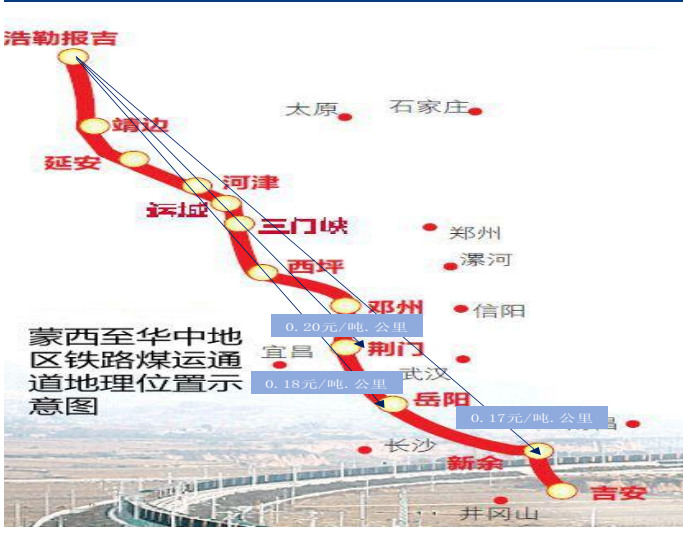 浩勒报吉
太原
石家庄
靖边
延安
河津
运城
三门峡
郑州
漯河
西坪
邓州
信阳
0.20元/吨.公里
蒙西至华中地
区铁路煤运通
道地理位置示
意图
宜昌
荆门
武汉
0.18元/吨.公里
岳阳
0.17元/吨.公里
昌
长沙
新余
吉安
井冈山